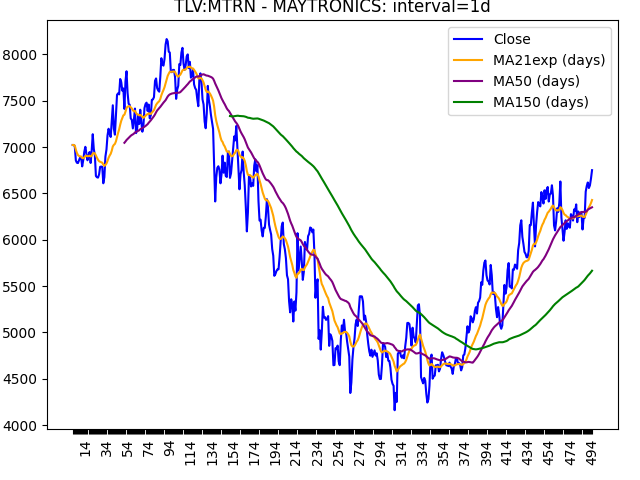 TLV:MTRN - MAYTRONICS: interval=1d
Close
MA21exp (days)
MA50 (days)
MA150 (days)
8000
7500
7000
6500
6000
5500
5000
4500
4000
14 34 54 74 94 114 134 154 174 194 214 234 254 274 294 314 334 354 374 394 414 434 454 474 494